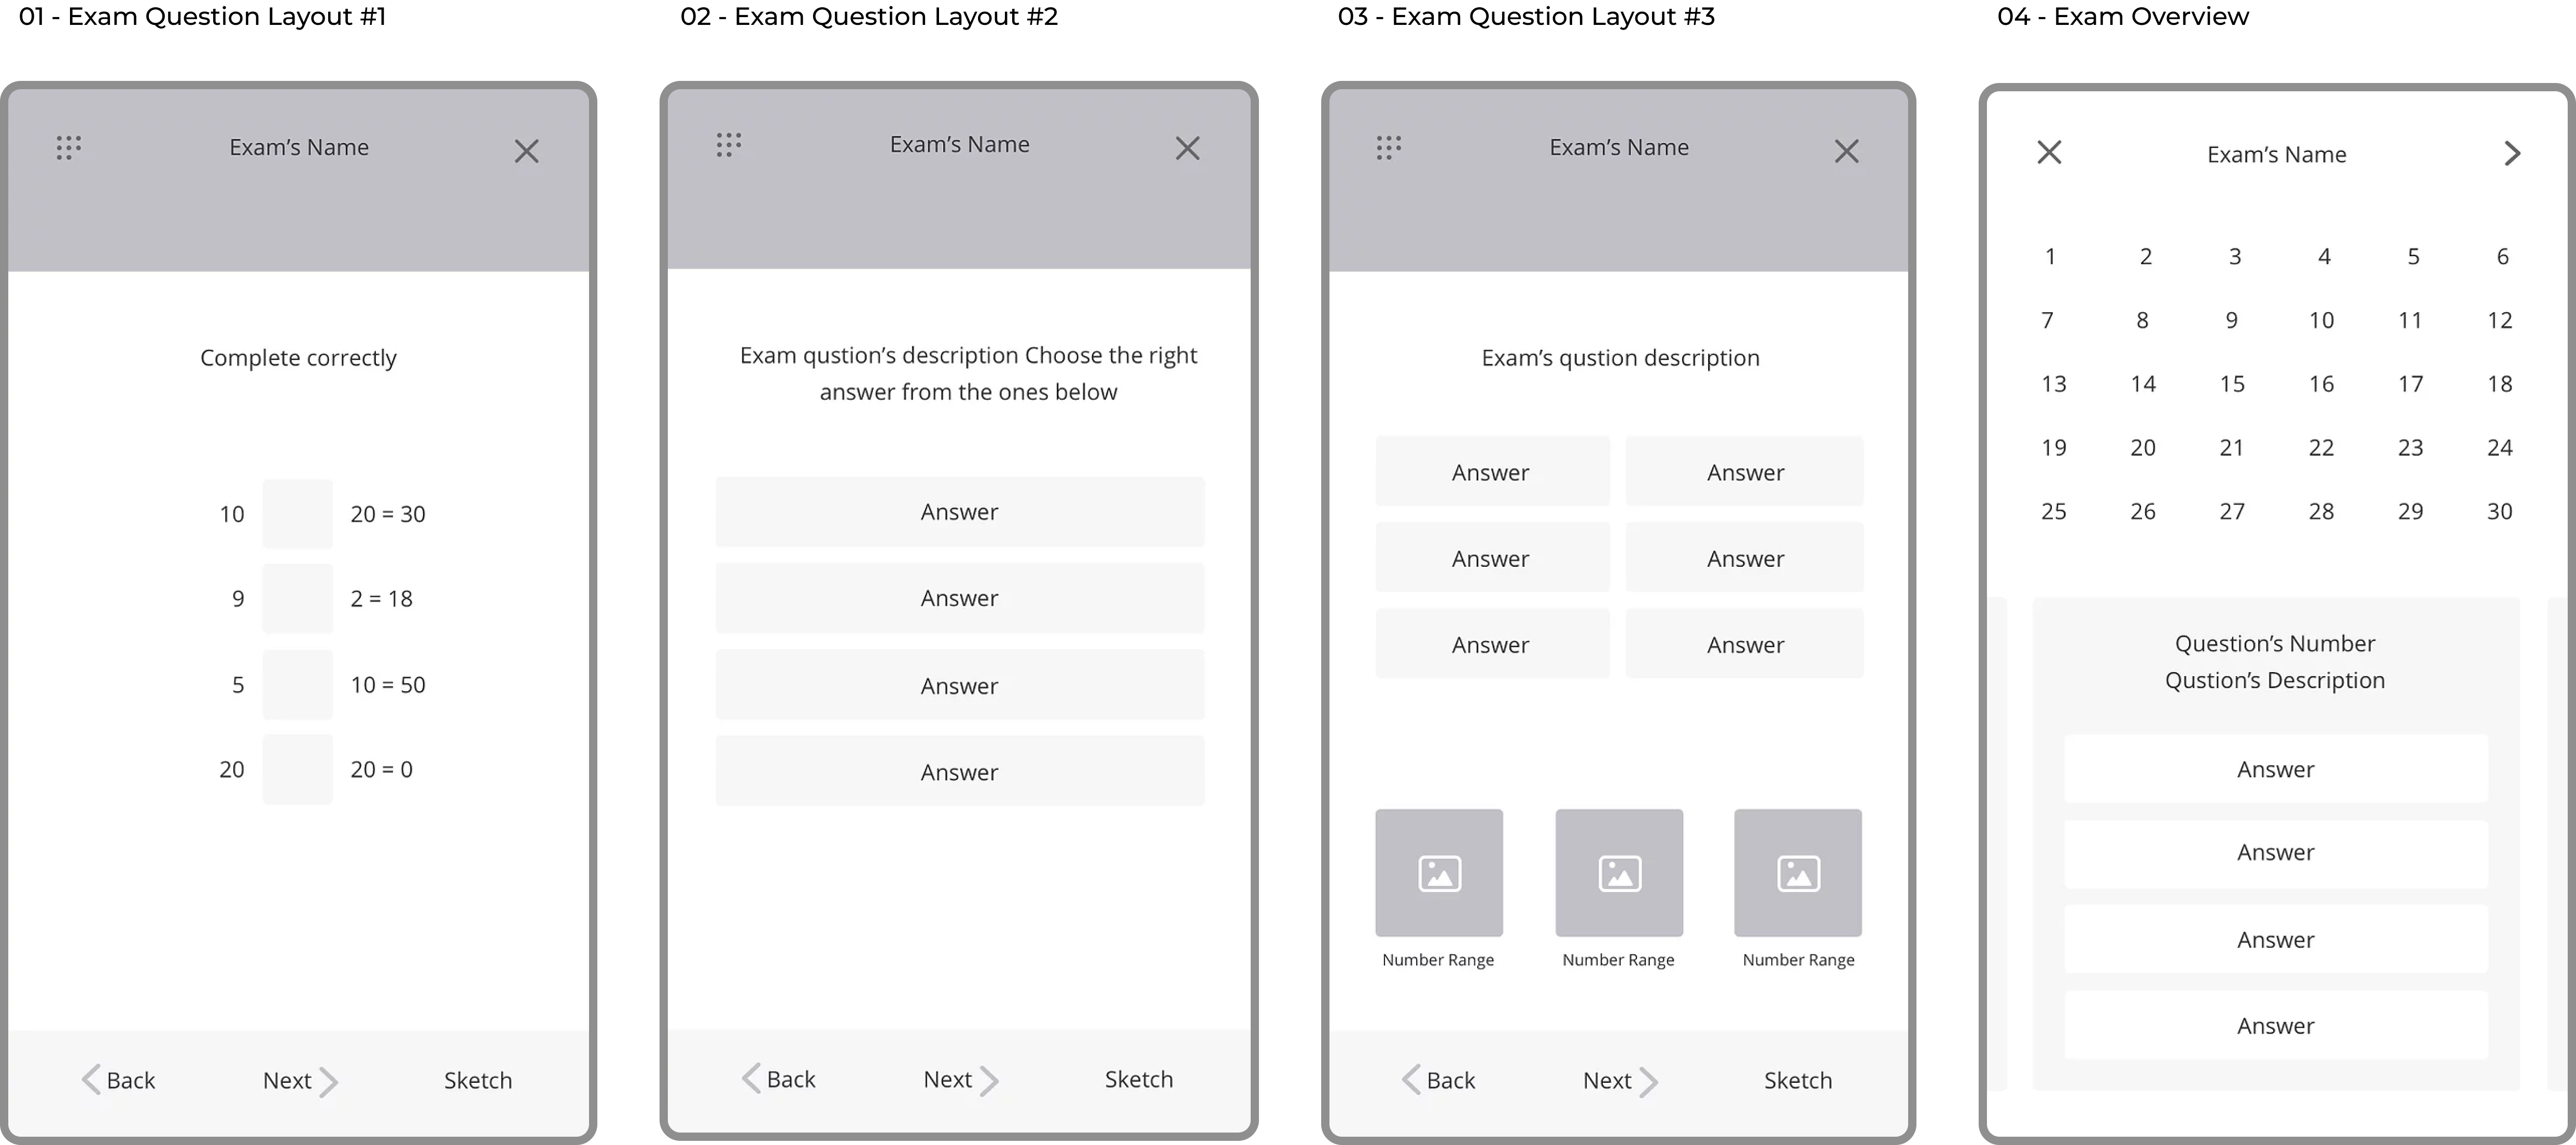 01 - Exam Question Layout #1
Exam’s Name
Complete correctly
10 20 = 30
9 2 = 18
5 10 = 50
20 20 = 0
Back Next Sketch
02 - Exam Question Layout #2
Exam’s Name
Exam qustion’s description Choose the right
answer from the ones below
Answer
Answer
Answer
Answer
Back Next Sketch
03 - Exam Question Layout #3
Exam’s Name
Exam’s qustion description
Answer Answer
Answer Answer
Answer Answer
Number Range Number Range Number Range
Back Next Sketch
04 - Exam Overview
Exam’s Name
1 2 3 4 5 6
7 8 9 10 11 12
13 14 15 16 17 18
19 20 21 22 23 24
25 26 27 28 29 30
Question’s Number
Qustion’s Description
Answer
Answer
Answer
Answer